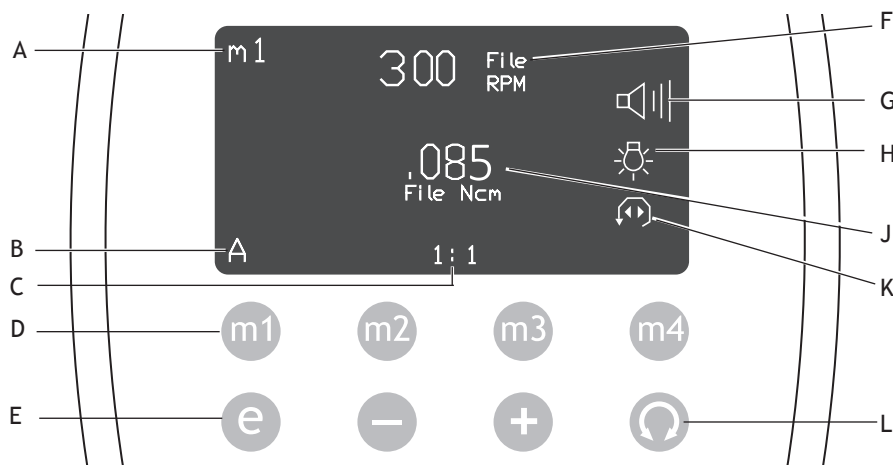 A
m1
300
File
RPM
F
G
H
.085
File Ncm
J
K
B
A
1:1
C
D
m1
m2
m3
m4
E
e
−
+
L